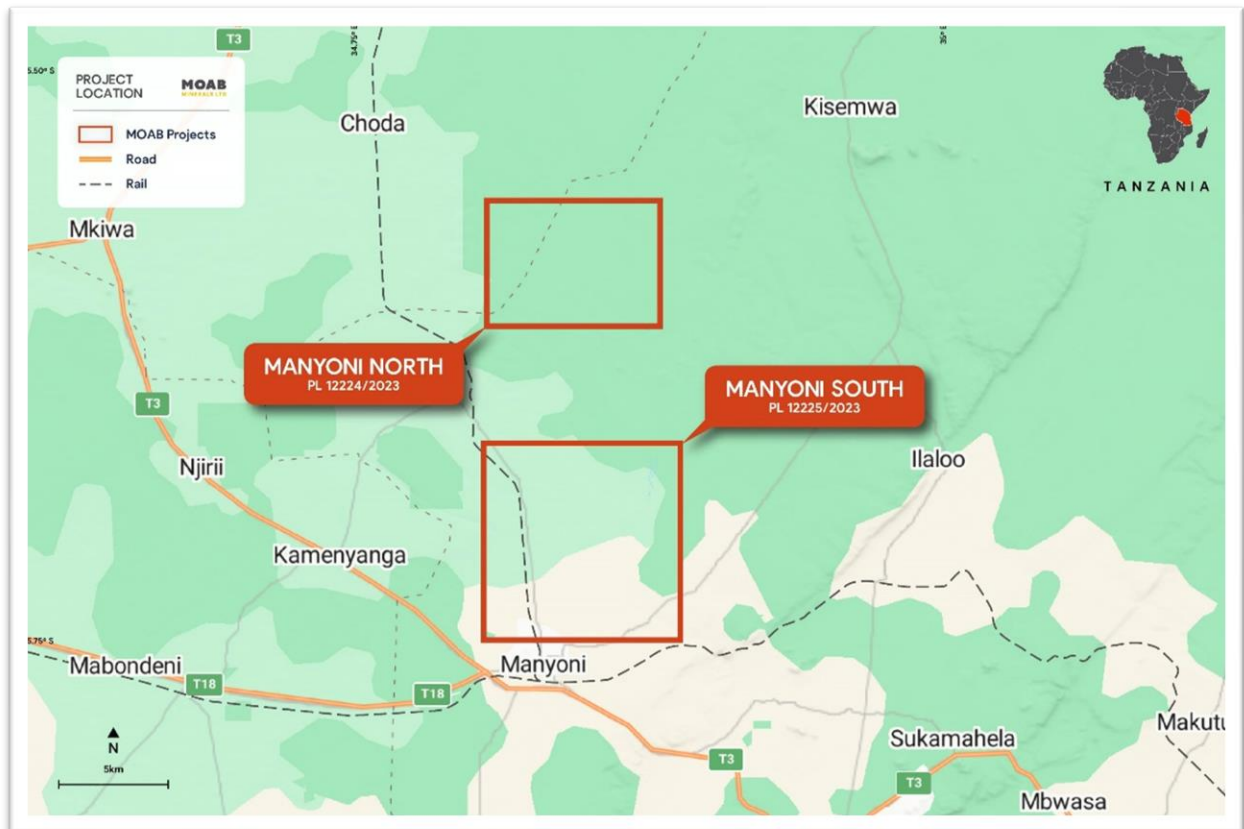 T3
34.75° E
35° E
5.50° S
PROJECT
LOCATION
MOAB
MINERALS LTD
MOAB Projects
Road
Rail
Choda
Kisemwa
TANZANIA
Mkiwa
MANYONI NORTH
PL 12224/2023
MANYONI SOUTH
PL 12225/2023
T3
Njirii
Ilaloo
Kamenyanga
5.75° S
Mabondeni
Manyoni
T18
T18
N
5km
Sukamahela
Makutu
T3
T3
Mbwasa